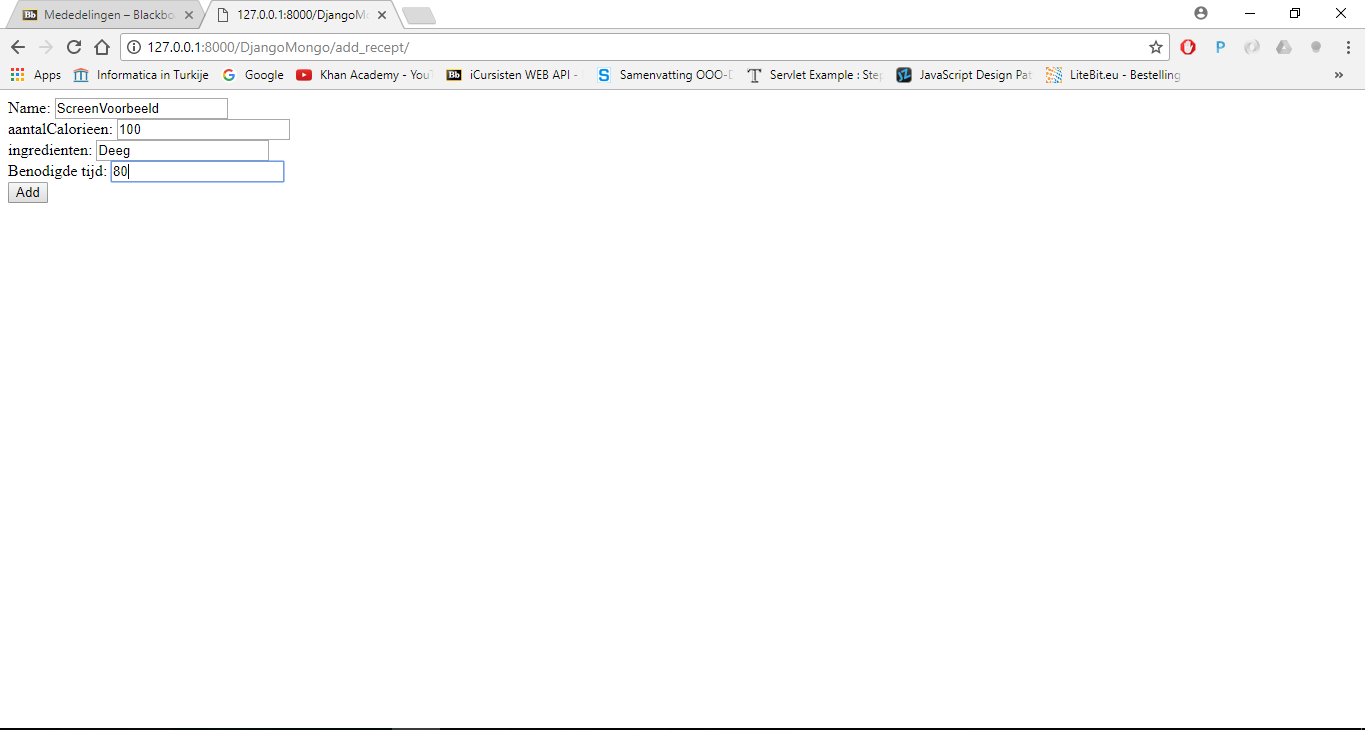 Bb Mededelingen – Blackbo
127.0.0.1:8000/DjangoM
127.0.0.1:8000/DjangoMongo/add_recept/
P
Apps Informatica in Turkije G Google Khan Academy - You Bb iCursisten WEB API - S Samenvatting OOO- T Servlet Example : Ste JavaScript Design Pat LiteBit.eu - Bestelling »
Name: ScreenVoorbeeld
aantalCalorieen: 100
ingredienten: Deeg
Benodigde tijd: 80
Add